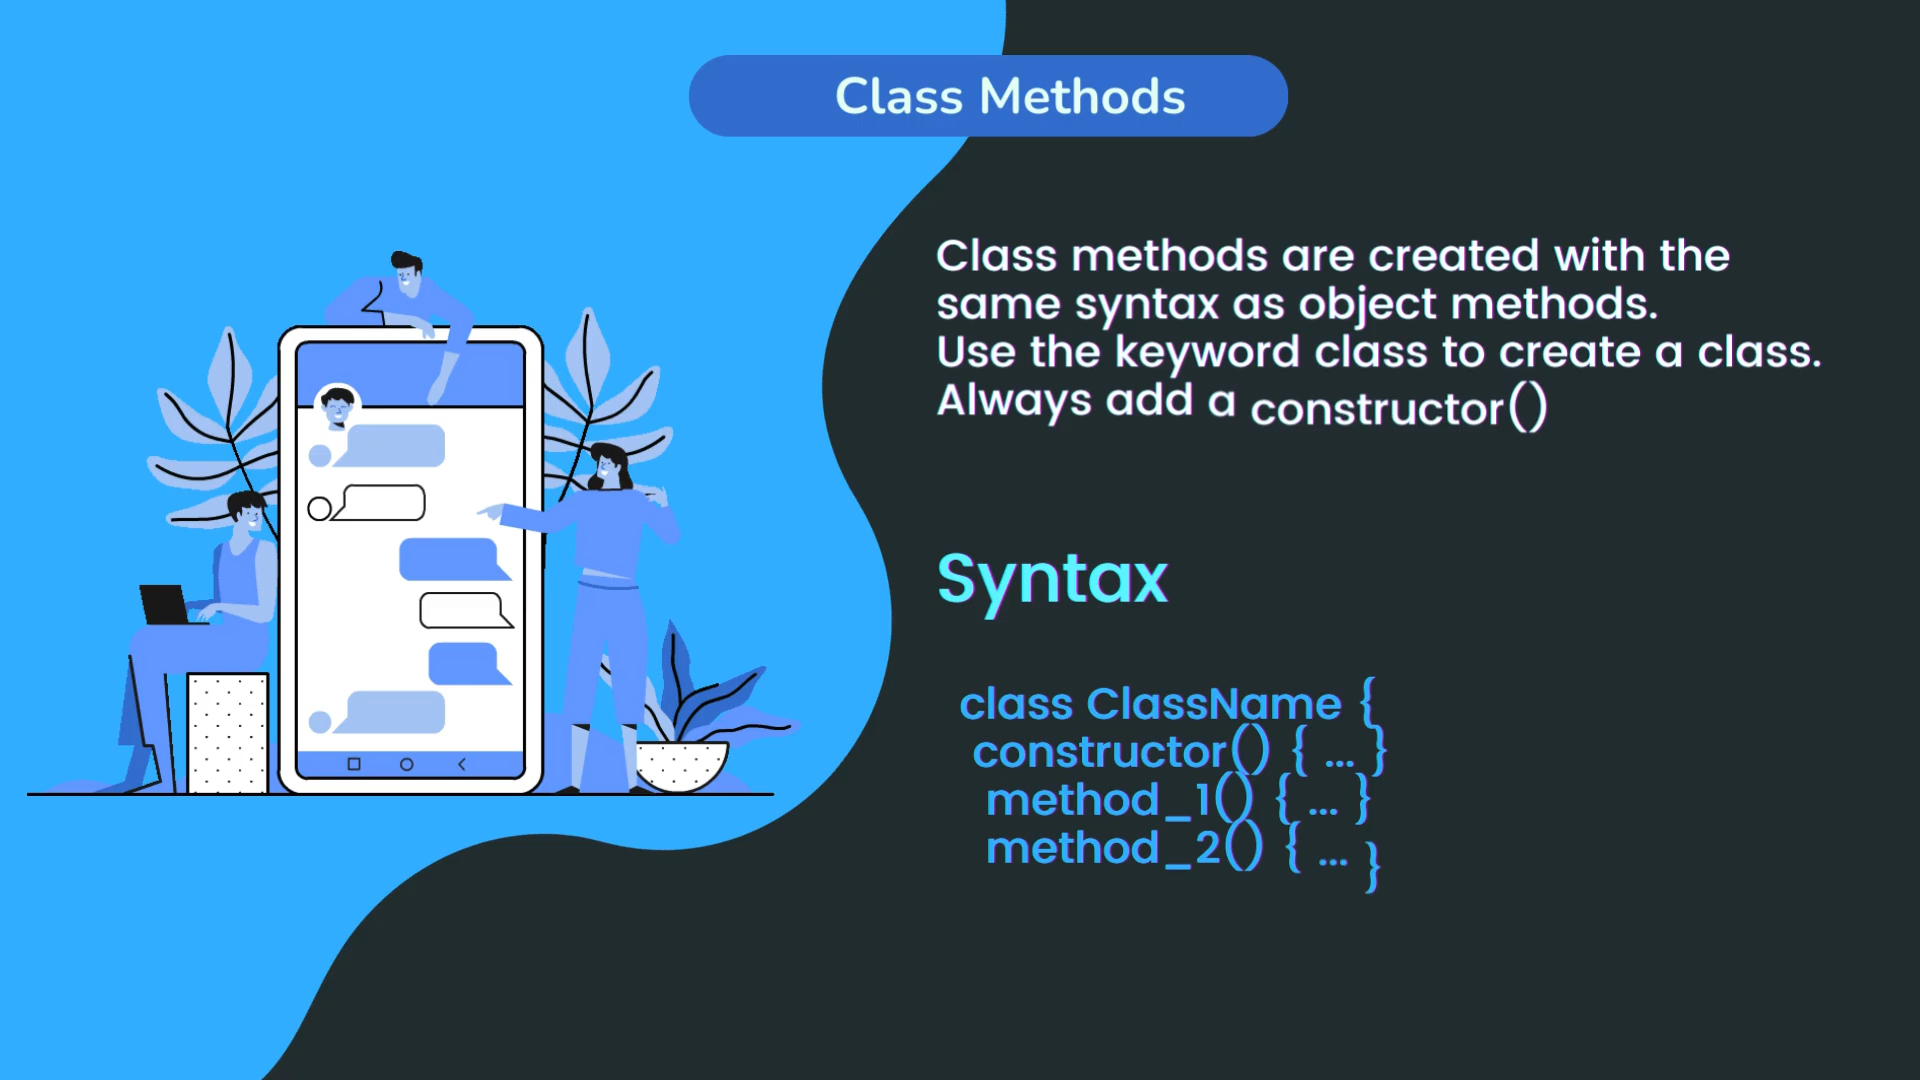 Class Methods
Class methods are created with the
same syntax as object methods.
Use the keyword class to create a class.
Always add a constructor()
Syntax
class ClassName {
constructor() { ... }
method_1() { ... }
method_2() { ... }